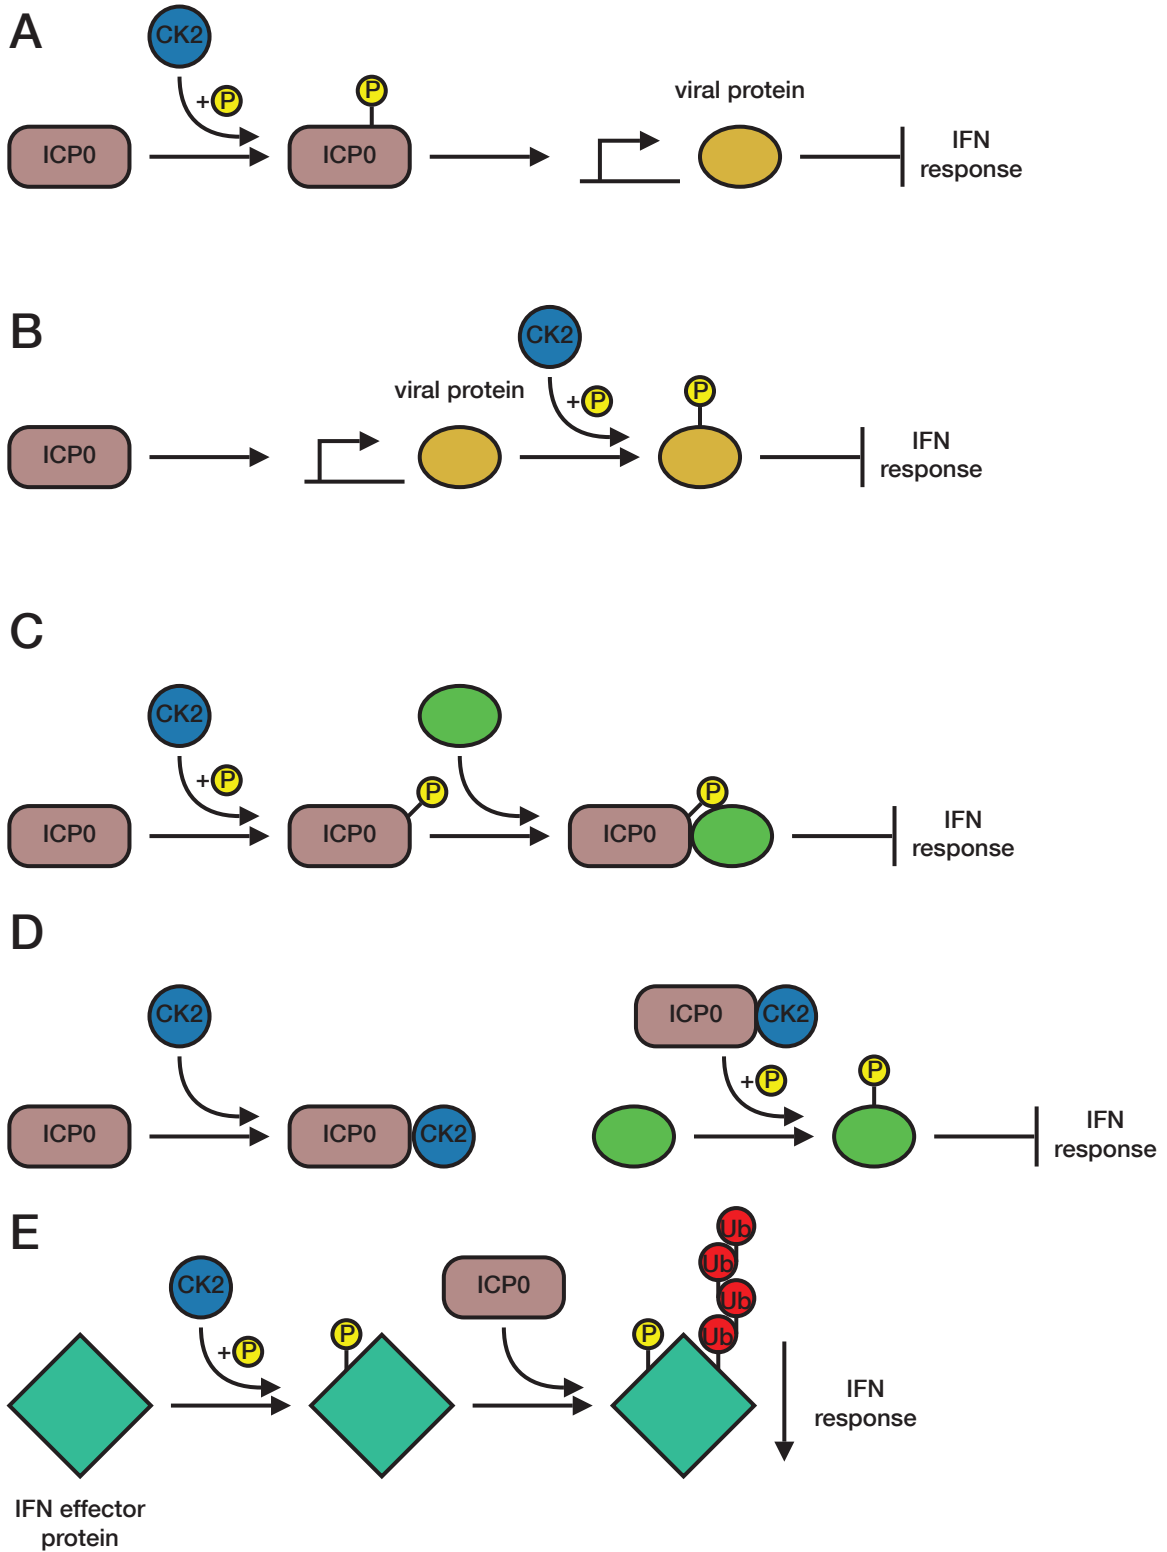 A
CK2
+ P
P
viral protein
ICP0
ICP0
IFN
response
B
CK2
viral protein
+ P
P
ICP0
IFN
response
C
CK2
+ P
P
P
ICP0
ICP0
ICP0
IFN
response
D
CK2
ICP0
CK2
+ P
P
ICP0
ICP0
CK2
IFN
response
E
Ub
Ub
Ub
Ub
CK2
ICP0
+ P
P
P
IFN
response
IFN effector
protein